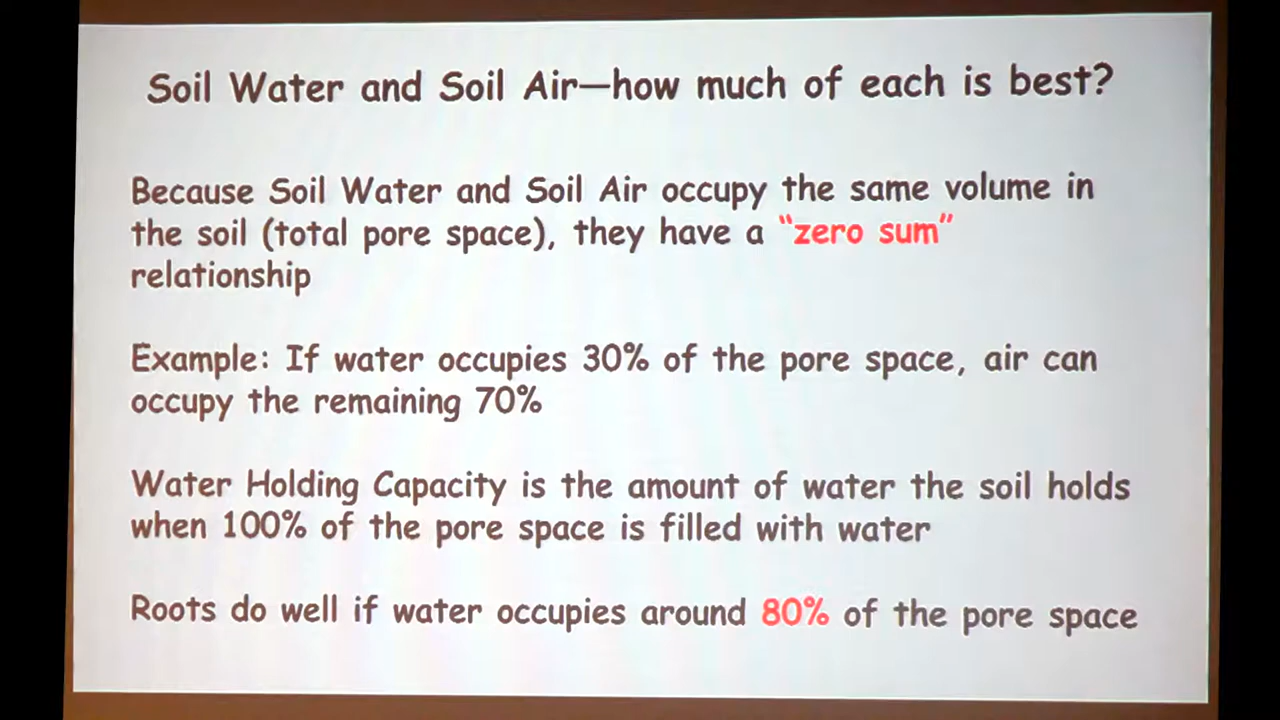 Soil Water and Soil Air—how much of each is best?
Because Soil Water and Soil Air occupy the same volume in
the soil (total pore space), they have a “zero sum”
relationship
Example: If water occupies 30% of the pore space, air can
occupy the remaining 70%
Water Holding Capacity is the amount of water the soil holds
when 100% of the pore space is filled with water
Roots do well if water occupies around 80% of the pore space